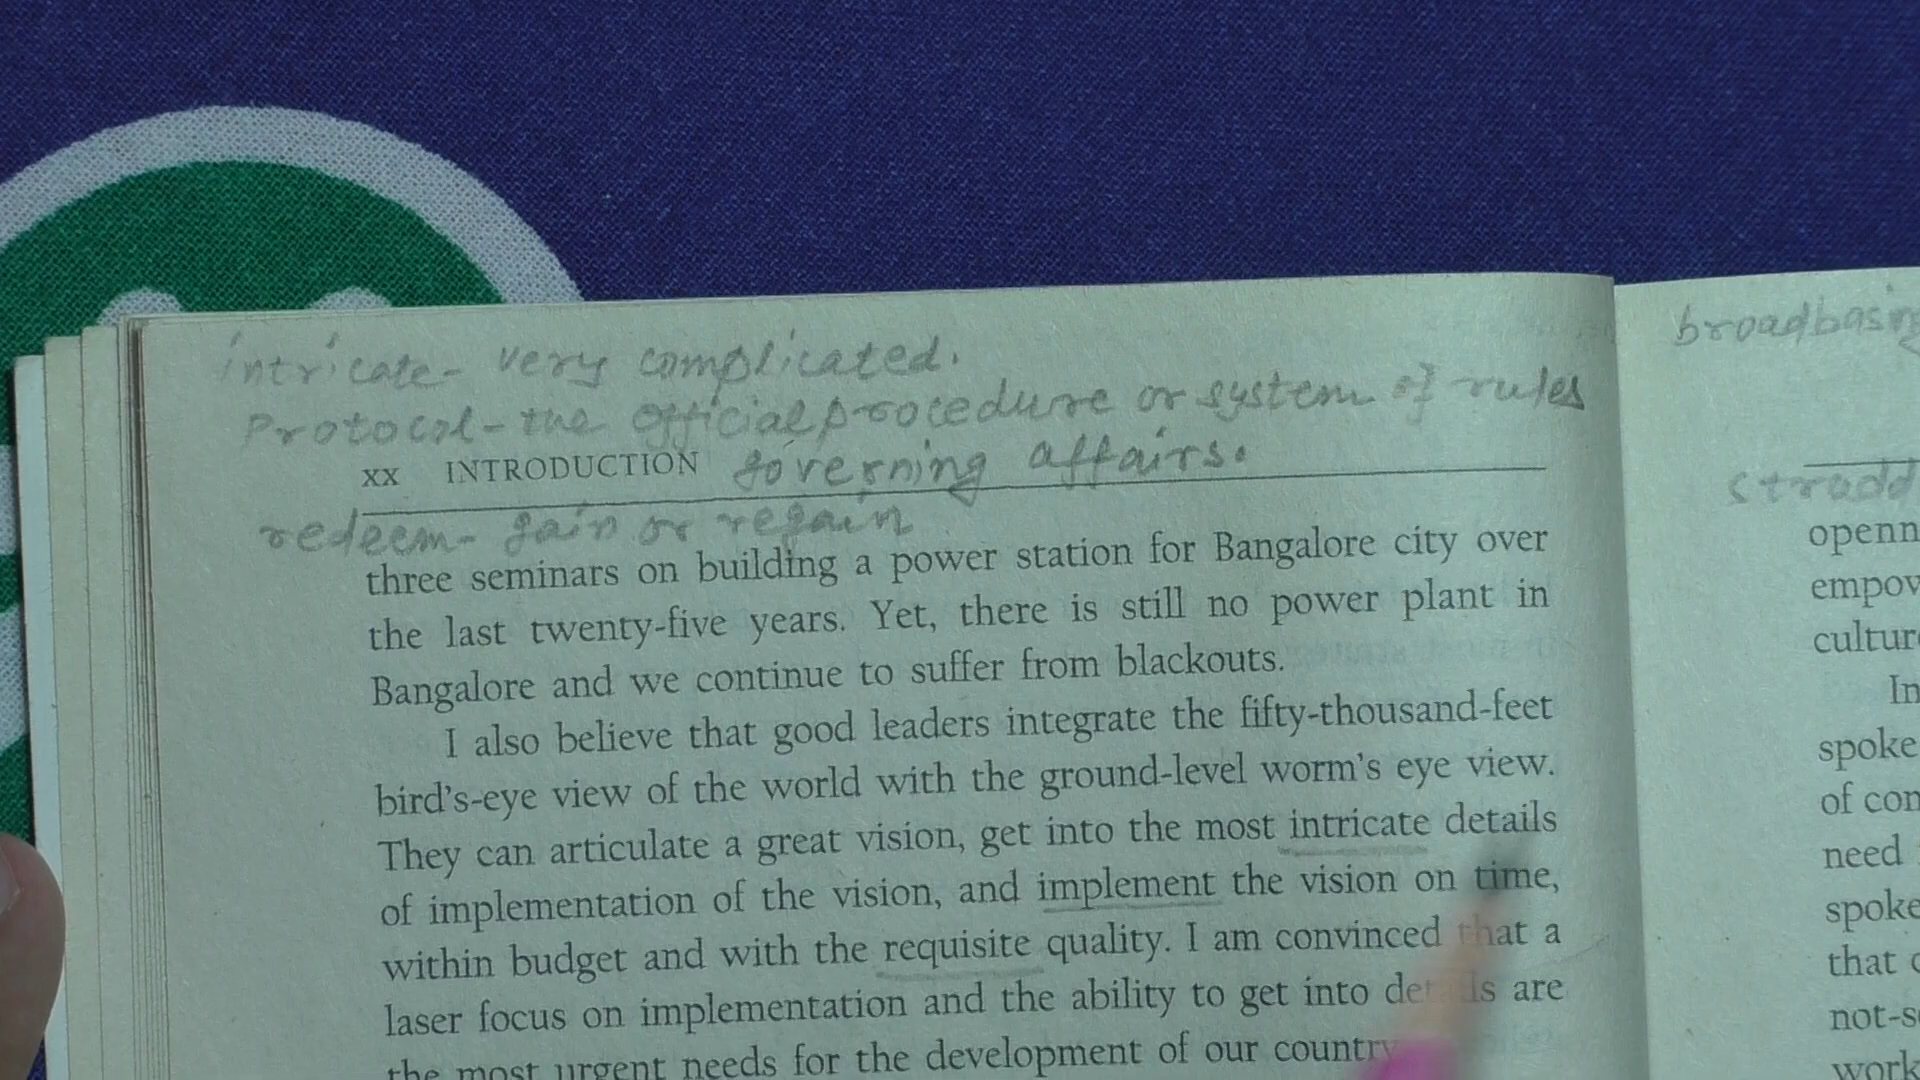 intricate- very complicated.
Protocol- the official procedure or system of rules
xx INTRODUCTION governing affairs.
redeem- gain or regain
three seminars on building a power station for Bangalore city over
the last twenty-five years. Yet, there is still no power plant in
Bangalore and we continue to suffer from blackouts.
I also believe that good leaders integrate the fifty-thousand-feet
bird's-eye view of the world with the ground-level worm's eye view.
They can articulate a great vision, get into the most intricate details
of implementation of the vision, and implement the vision on time,
within budget and with the requisite quality. I am convinced that a
laser focus on implementation and the ability to get into details are
the most urgent needs for the development of our country
broadbasing
stradd
openn
empow
culture
In
spoke
of con
need
spoke
that
not-s
work